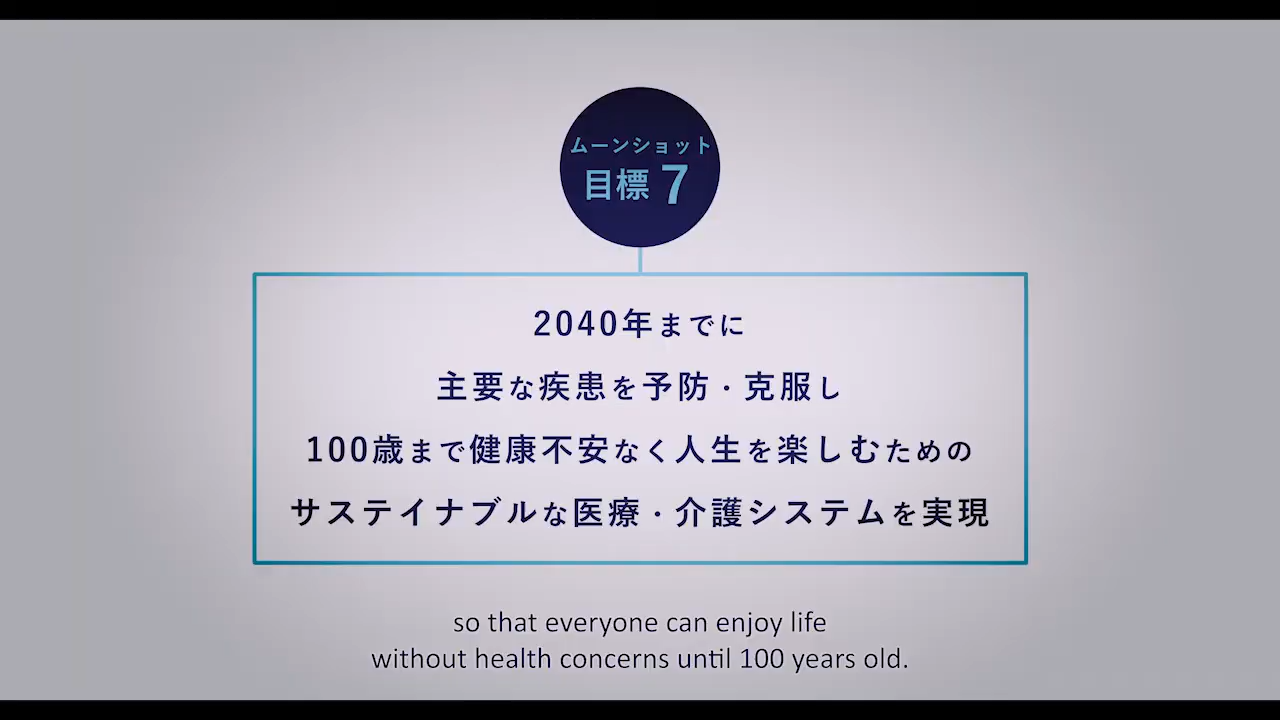 ムーンショット
目標 7
2040年までに
主要な疾患を予防・克服し
100歳まで健康不安なく人生を楽しむための
サステイナブルな医療・介護システムを実現
so that everyone can enjoy life
without health concerns until 100 years old.